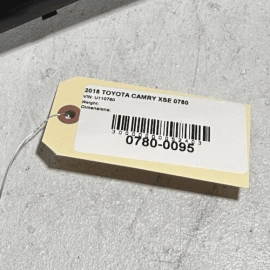 2018 TOYOTA CAMRY XSE 0780
VIN: U110780
Weight:
Dimensions:
0780-0095